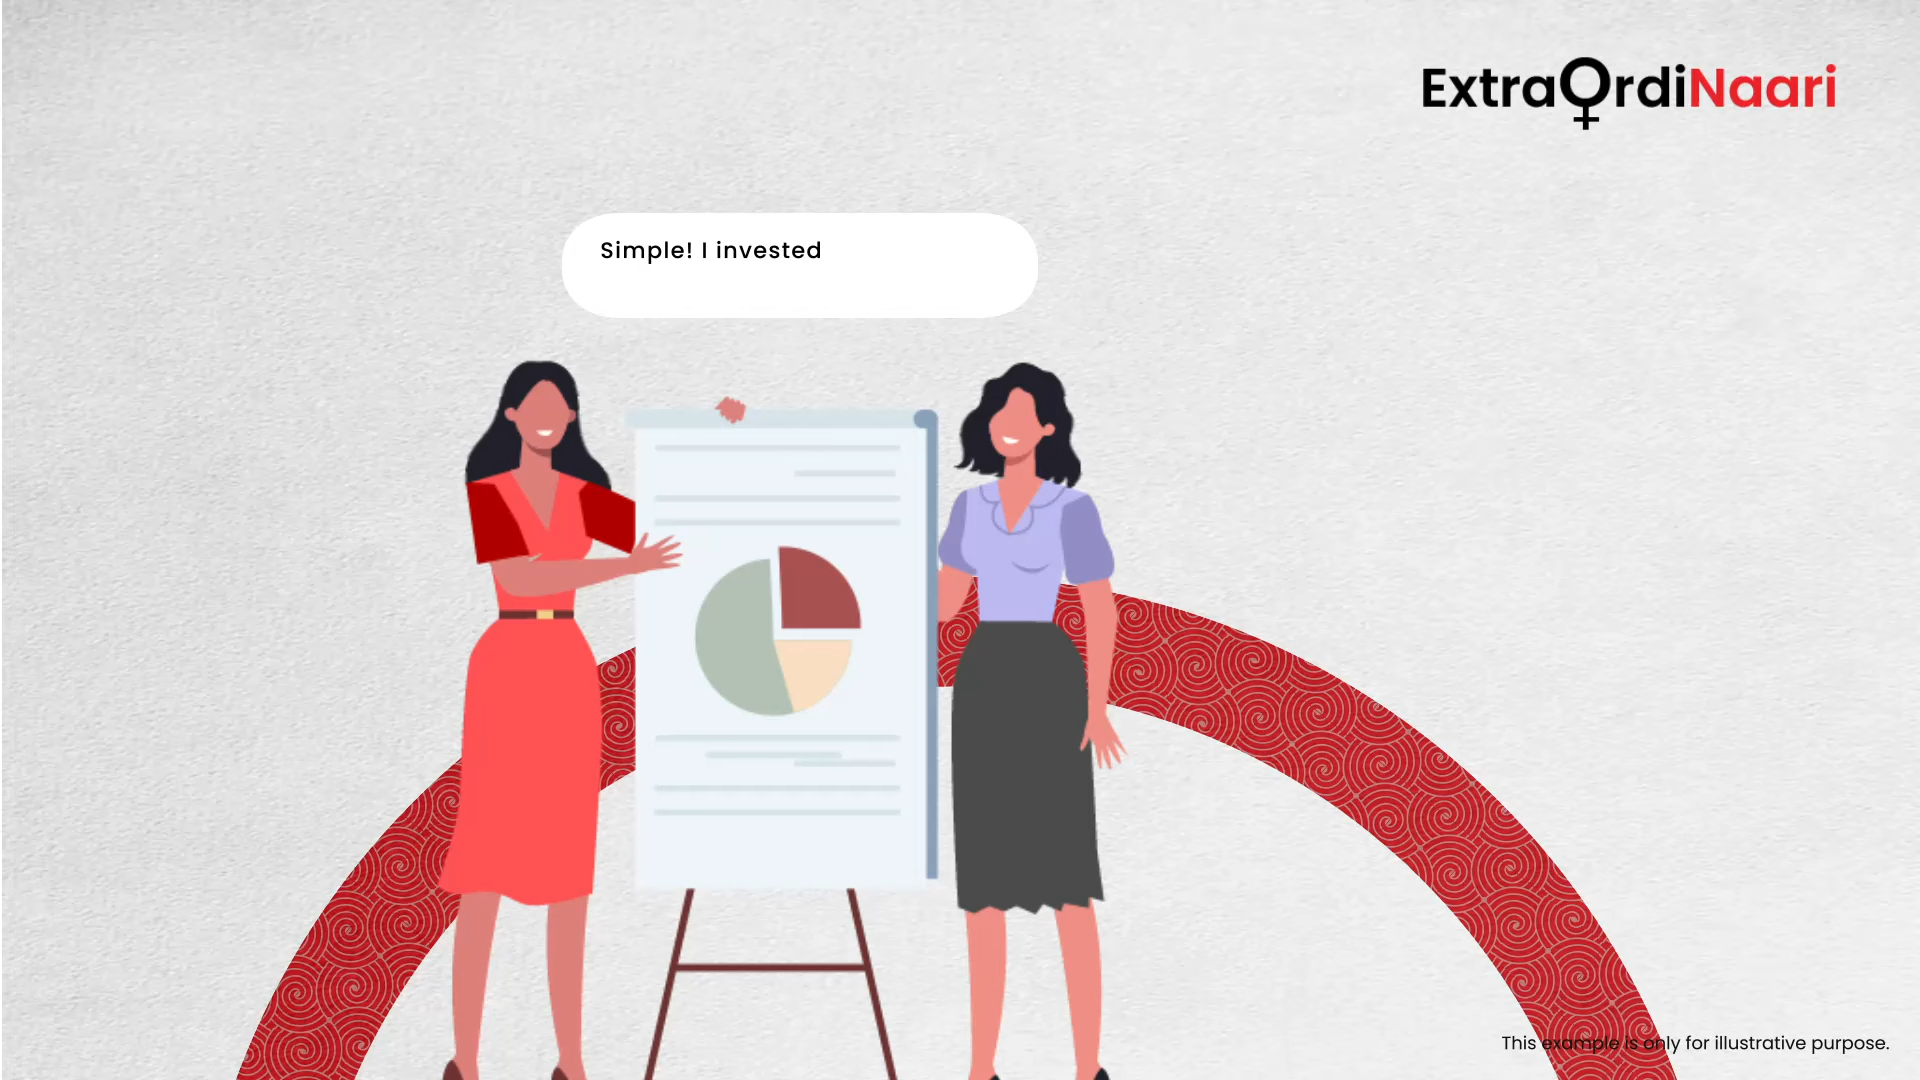 ExtraOrdiNaari
Simple! I invested
This example is only for illustrative purpose.